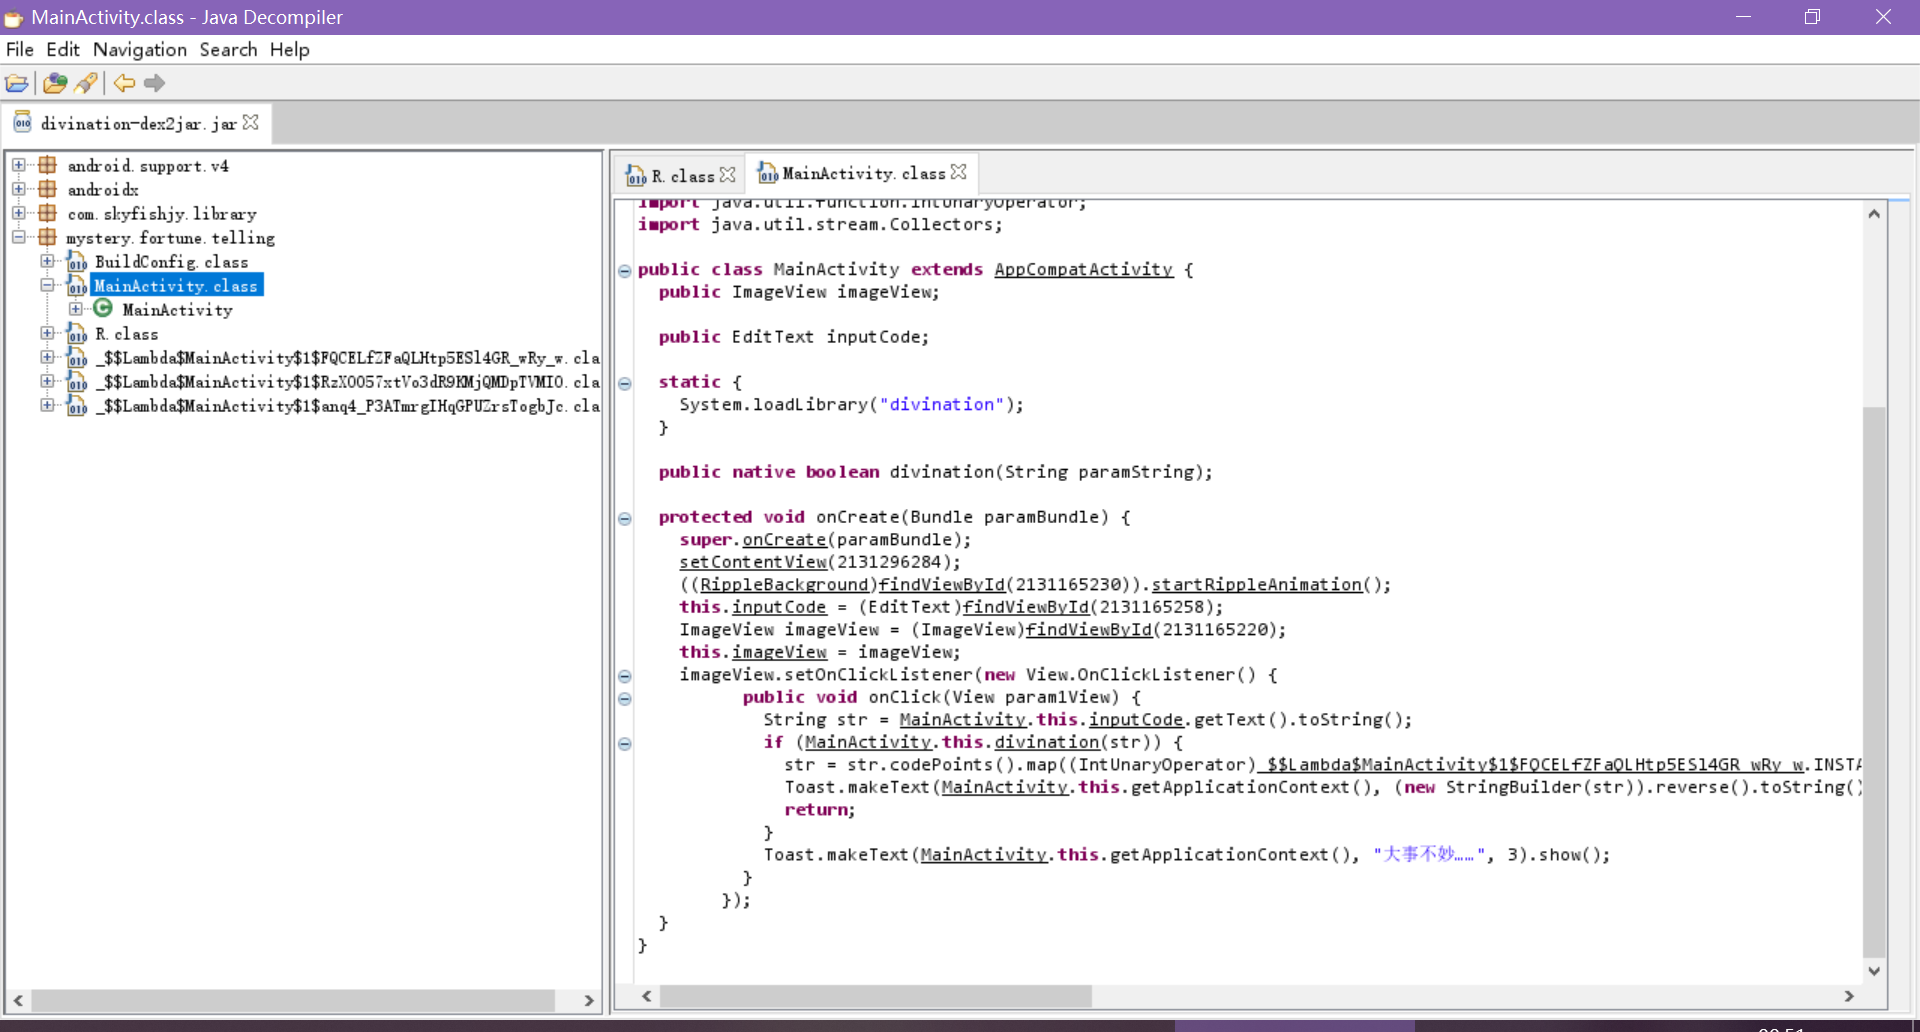 MainActivity.class - Java Decompiler
File Edit Navigation Search Help
divination-dex2jar.jar
android.support.v4
androidx
com.skyfishjy.library
mystery.fortune.telling
BuildConfig.class
MainActivity.class
MainActivity
R.class
_$$Lambda$MainActivity$1$FQCELfZFaQLHtp5ESl4GR_wRy_w.cla
_$$Lambda$MainActivity$1$RzXOO57xtVo3dR9KMjQMDpTVMI0.cla
_$$Lambda$MainActivity$1$anq4_P3ATmrgIHqGPUZrsTogbJc.cla
R.class MainActivity.class
import java.util.function.IntUnaryOperator;
import java.util.stream.Collectors;
public class MainActivity extends AppCompatActivity {
public ImageView imageView;
public EditText inputCode;
static {
System.loadLibrary("divination");
}
public native boolean divination(String paramString);
protected void onCreate(Bundle paramBundle) {
super.onCreate(paramBundle);
setContentView(2131296284);
((RippleBackground)findViewById(2131165230)).startRippleAnimation();
this.inputCode = (EditText)findViewById(2131165258);
ImageView imageView = (ImageView)findViewById(2131165220);
this.imageView = imageView;
imageView.setOnClickListener(new View.OnClickListener() {
public void onClick(View param1View) {
String str = MainActivity.this.inputCode.getText().toString();
if (MainActivity.this.divination(str)) {
str = str.codePoints().map((IntUnaryOperator)_$$Lambda$MainActivity$1$FQCELfZFaQLHtp5ESl4GR_wRy_w.INSTA
Toast.makeText(MainActivity.this.getApplicationContext(), (new StringBuilder(str)).reverse().toString()
return;
}
Toast.makeText(MainActivity.this.getApplicationContext(), "大事不妙……", 3).show();
}
});
}
}